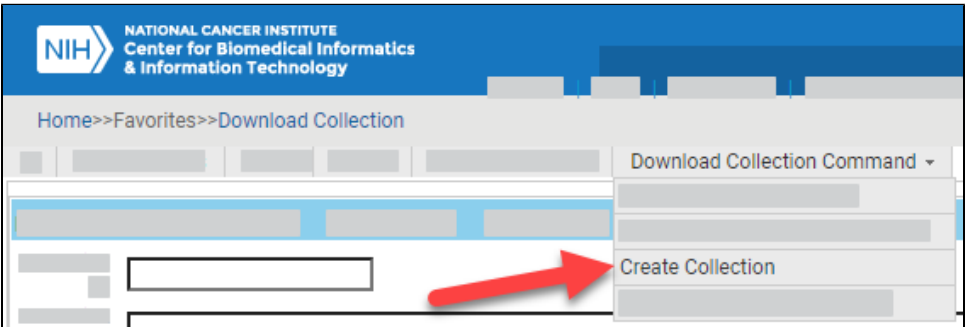 NIH
NATIONAL CANCER INSTITUTE
Center for Biomedical Informatics
& Information Technology
Home>>Favorites>>Download Collection
Download Collection Command
Create Collection